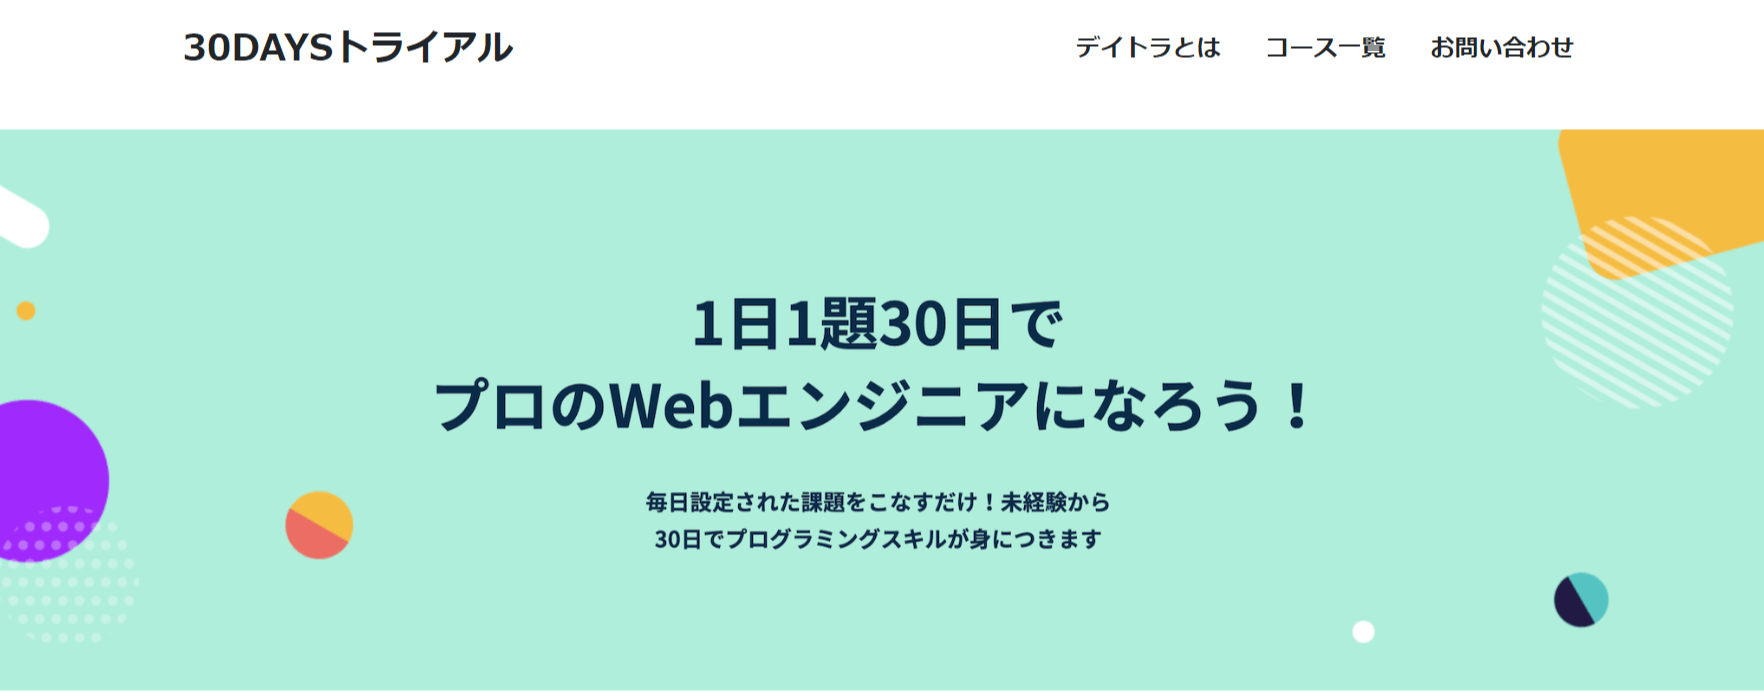 30DAYSトライアル
デイトラとは
コース一覧
お問い合わせ
1日1題30日で
プロのWebエンジニアになろう！
毎日設定された課題をこなすだけ！未経験から
30日でプログラミングスキルが身につきます